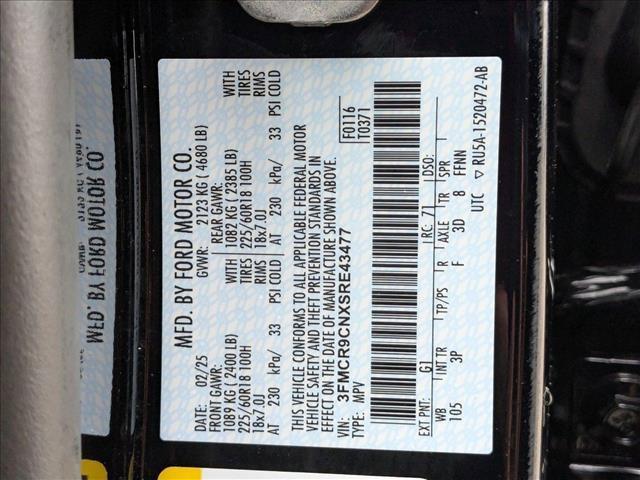 MFD. BY FORD MOTOR CO.
DATE: 02/25 GVWR: 2123 KG ( 4680 LB)
FRONT GAWR: REAR GAWR: WITH
1089 KG ( 2400 LB) 1082 KG ( 2385 LB) TIRES
225/60R18 100H 225/60R18 100H RIMS
18x7.0J 18x7.0J
AT 230 kPa/ 33 PSI COLD AT 230 kPa/ 33 PSI COLD
WITH
TIRES
RIMS
THIS VEHICLE CONFORMS TO ALL APPLICABLE FEDERAL MOTOR
VEHICLE SAFETY AND THEFT PREVENTION STANDARDS IN
EFFECT ON THE DATE OF MANUFACTURE SHOWN ABOVE.
VIN: 3FMCR9CNXSRE43477
TYPE: MPV
F0116
T0371
EXT PNT: G1 RC: 71 DSO:
WB INT TR TP/PS R AXLE TR SPR
105 3P F 3D 8 FFNN
UTC ▽ RU5A-1520472-AB
MFD. BY FORD MOTOR CO.